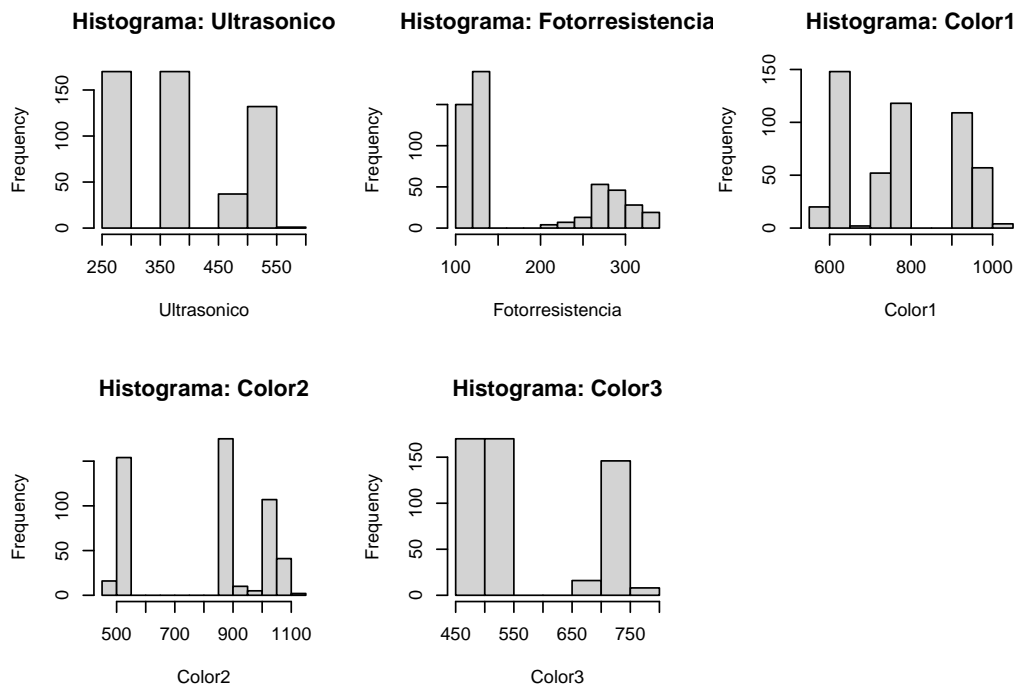 Histograma: Ultrasonico
Frequency
0
50
100
150
250
350
450
550
Ultrasonico
Histograma: Fotorresistencia
Frequency
0
50
100
100
200
300
Fotorresistencia
Histograma: Color1
Frequency
0
50
100
150
600
800
1000
Color1
Histograma: Color2
Frequency
0
50
100
500
700
900
1100
Color2
Histograma: Color3
Frequency
0
50
100
150
450
550
650
750
Color3